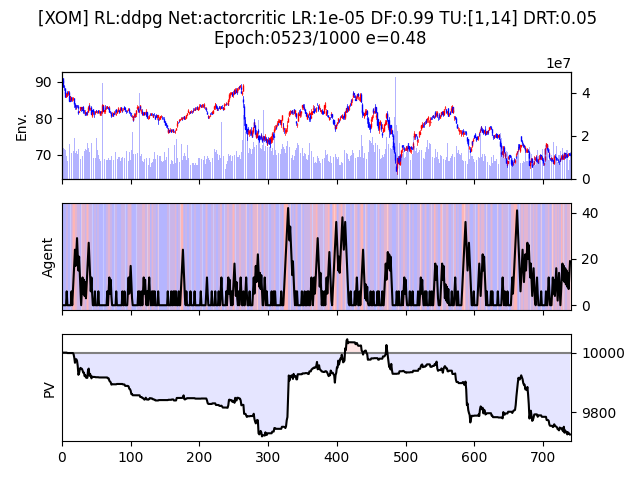 [XOM] RL:ddpg Net:actorcritic LR:1e-05 DF:0.99 TU:[1,14] DRT:0.05
Epoch:0523/1000 e=0.48
1e7
90
80
70
Env.
4
2
0
Agent
40
20
0
PV
10000
9800
0 100 200 300 400 500 600 700